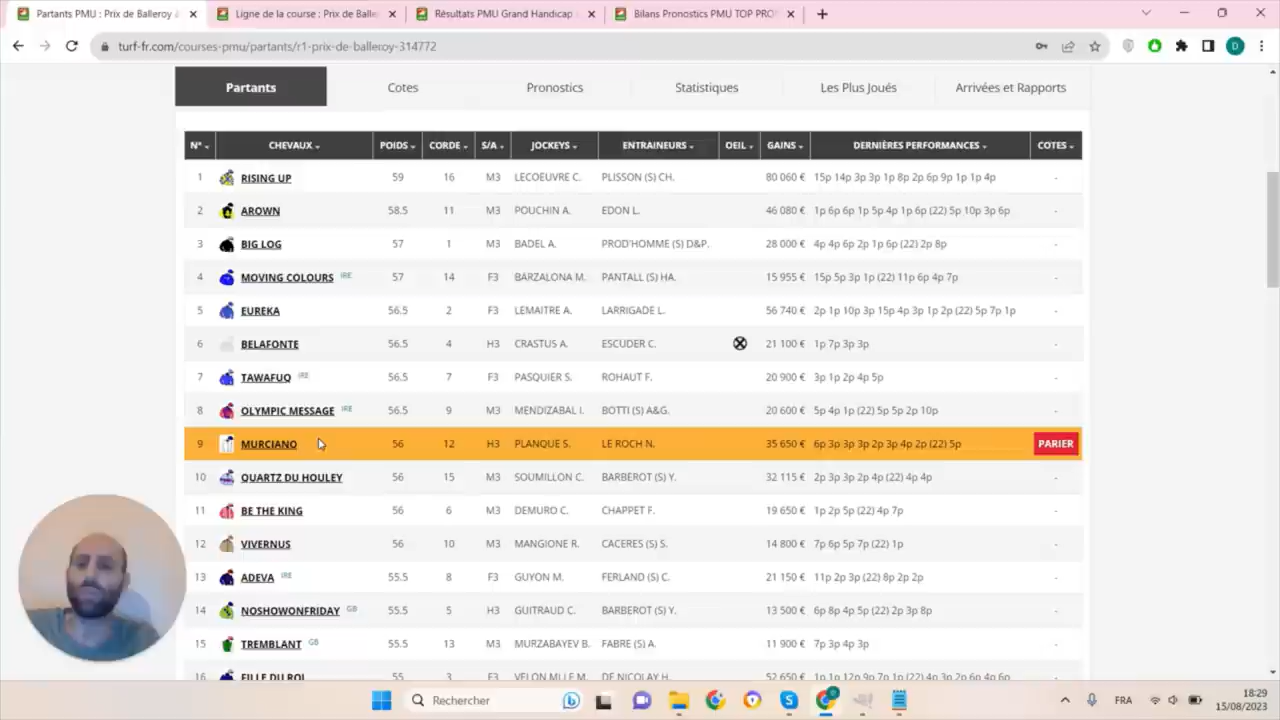 Partants PMU : Prix de Balleroy à
Ligne de la course : Prix de Balle
Résultats PMU Grand Handicap
Bilans Pronostics PMU TOP PRO
turf-fr.com/courses-pmu/partants/r1-prix-de-balleroy-314772
D
Partants Cotes Pronostics Statistiques Les Plus Joués Arrivées et Rapports
N° CHEVAUX POIDS CORDE S/A JOCKEYS ENTRAINEURS OEIL GAINS DERNIÈRES PERFORMANCES COTES
1 RISING UP 59 16 M3 LECOEUVRE C. PLISSON (S) CH. 80 060 € 15p 14p 3p 3p 1p 8p 2p 6p 9p 1p 1p 4p -
2 AROWN 58.5 11 M3 POUCHIN A. EDON L. 46 080 € 1p 6p 6p 1p 5p 4p 1p 6p (22) 5p 10p 3p 6p -
3 BIG LOG 57 1 M3 BADEL A. PROD'HOMME (S) D&P. 28 000 € 4p 4p 6p 2p 1p 6p (22) 2p 8p -
4 MOVING COLOURS IRE 57 14 F3 BARZALONA M. PANTALL (S) HA. 15 955 € 15p 5p 3p 1p (22) 11p 6p 4p 7p -
5 EUREKA 56.5 2 F3 LEMAITRE A. LARRIGADE L. 56 740 € 2p 1p 10p 3p 15p 4p 3p 1p 2p (22) 5p 7p 1p -
6 BELAFONTE 56.5 4 H3 CRASTUS A. ESCUDER C. 21 100 € 1p 7p 3p 3p -
7 TAWAFUQ IRE 56.5 7 F3 PASQUIER S. ROHAUT F. 20 900 € 3p 1p 2p 4p 5p -
8 OLYMPIC MESSAGE IRE 56.5 9 M3 MENDIZABAL I. BOTTI (S) A&G. 20 600 € 5p 4p 1p (22) 5p 5p 2p 10p -
9 MURCIANO 56 12 H3 PLANQUE S. LE ROCH N. 35 650 € 6p 3p 3p 3p 2p 3p 4p 2p (22) 5p PARIER
10 QUARTZ DU HOULEY 56 15 M3 SOUMILLON C. BARBEROT (S) Y. 32 115 € 2p 3p 3p 2p 4p (22) 4p 4p -
11 BE THE KING 56 6 M3 DEMURO C. CHAPPET F. 19 650 € 1p 2p 5p (22) 4p 7p -
12 VIVERNUS 56 10 M3 MANGIONE R. CACERES (S) S. 14 800 € 7p 6p 5p 7p (22) 1p -
13 ADEVA IRE 55.5 8 F3 GUYON M. FERLAND (S) C. 21 150 € 11p 2p 3p (22) 8p 2p 2p -
14 NOSHOWONFRIDAY GB 55.5 5 H3 GUITRAUD C. BARBEROT (S) Y. 13 500 € 6p 8p 4p 5p (22) 2p 3p 8p -
15 TREMBLANT GB 55.5 13 M3 MURZABAYEV B. FABRE (S) A. 11 900 € 7p 3p 4p 3p -
16 FILLE DU ROI 55 3 F3 VELON MLLE M. DE NICOLAY H. 52 650 €
Rechercher FRA 18:29
15/08/2023